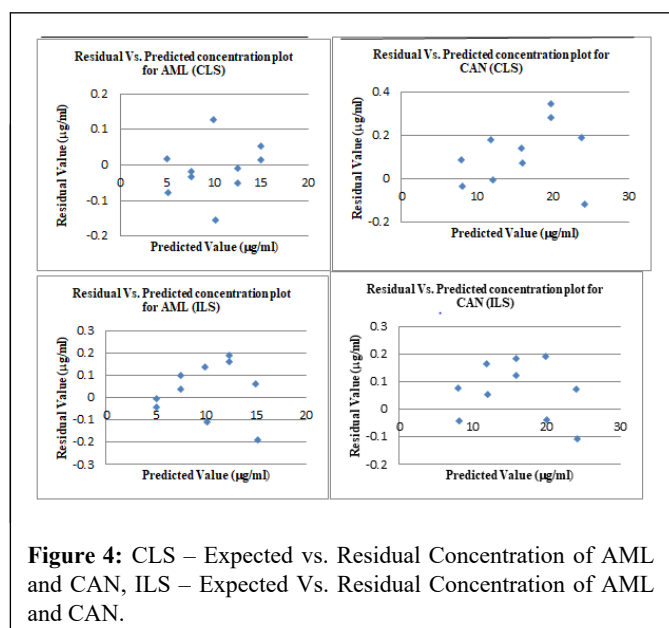 Residual Vs. Predicted concentration plot
for AML (CLS)
Residual Value (µg/ml)
0.2
0.1
0
-0.1
-0.2
0
10
20
Predicted Value (µg/ml)
Residual Vs. Predicted concentration plot for
CAN (CLS)
Residual Value (µg/ml)
0.4
0.2
0
-0.2
0
10
20
30
Predicted Value (µg/ml)
Residual Vs. Predicted concentration plot
for AML (ILS)
Residual Value (µg/ml)
0.3
0.2
0.1
0
-0.1
-0.2
-0.3
0
5
10
15
20
Predicted Value (µg/ml)
Residual Vs. Predicted concentration plot for
CAN (ILS)
Residual Value (µg/ml)
0.3
0.2
0.1
0
-0.1
-0.2
0
10
20
30
Predicted Value (µg/ml)
Figure 4: CLS – Expected vs. Residual Concentration of AML
and CAN, ILS – Expected Vs. Residual Concentration of AML
and CAN.